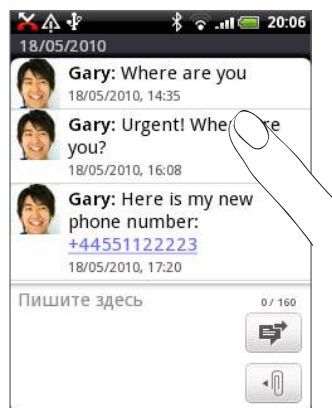 20:06
18/05/2010
Gary: Where are you
18/05/2010, 14:35
Gary: Urgent! Where
you?
18/05/2010, 16:08
Gary: Here is my new
phone number:
+44551122223
18/05/2010, 17:20
Пишите здесь
0 / 160